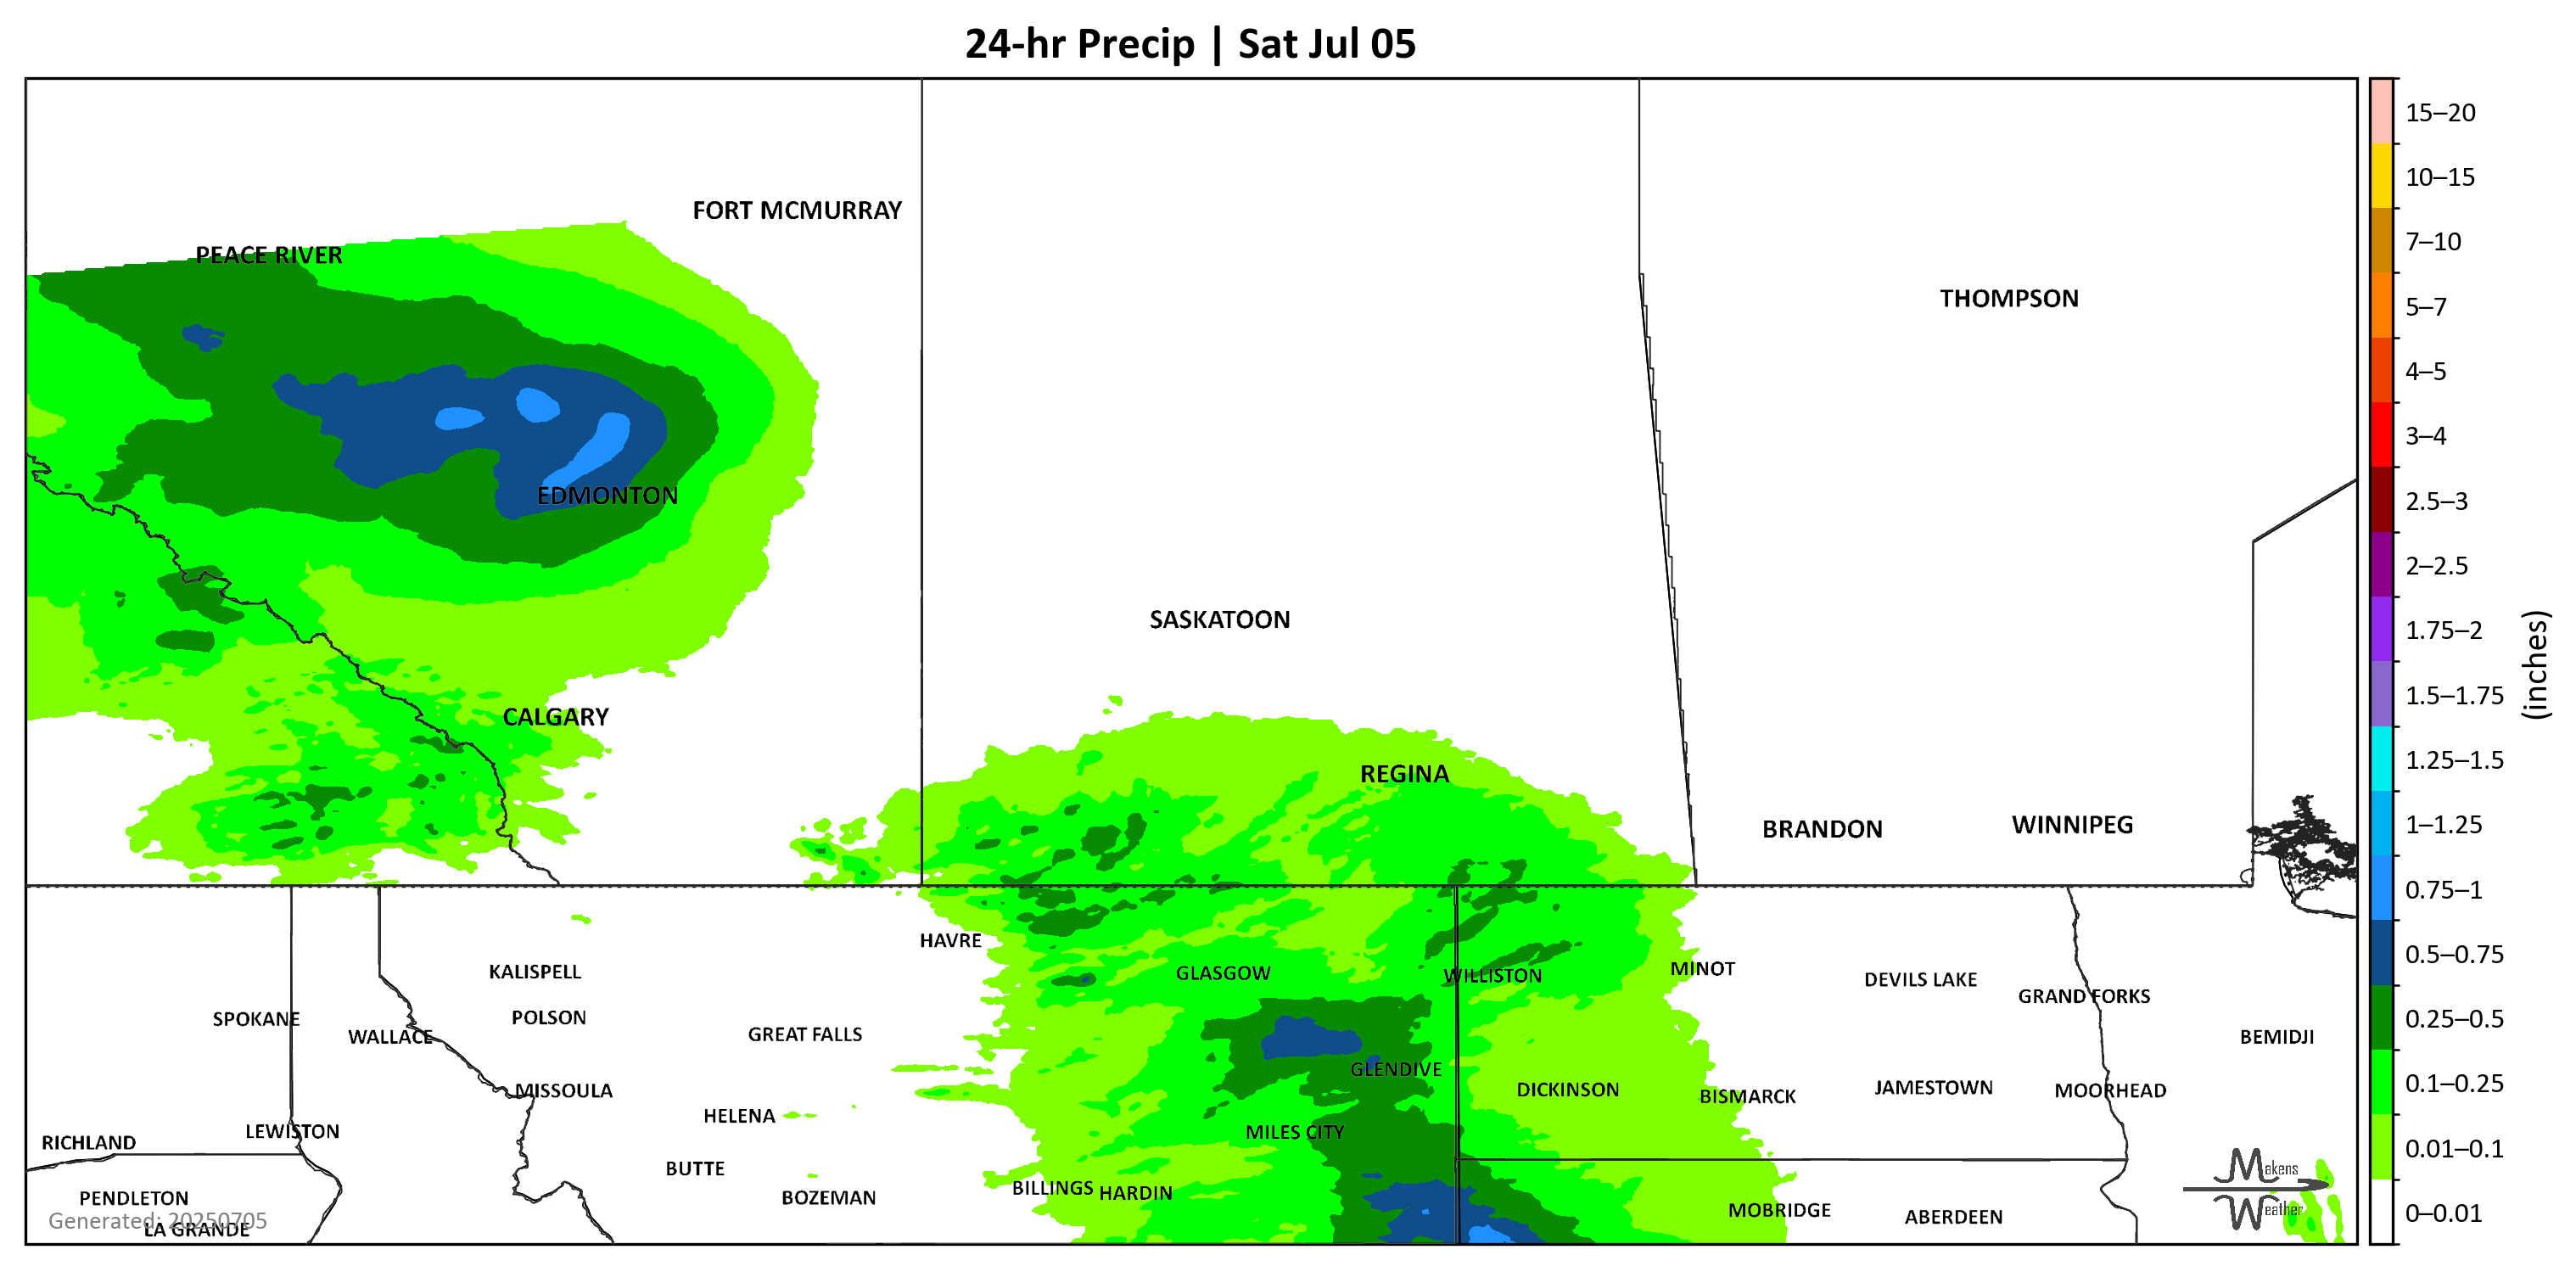 24-hr Precip | Sat Jul 05
FORT MCMURRAY
PEACE RIVER
THOMPSON
EDMONTON
SASKATOON
CALGARY
REGINA
BRANDON
WINNIPEG
HAVRE
KALISPELL
GLASGOW
WILLISTON
MINOT
DEVILS LAKE
GRAND FORKS
SPOKANE
POLSON
WALLACE
GREAT FALLS
BEMIDJI
GLENDIVE
MISSOULA
DICKINSON
BISMARCK
JAMESTOWN
MOORHEAD
HELENA
LEWISTON
MILES CITY
RICHLAND
BUTTE
PENDLETON
BOZEMAN
BILLINGS
HARDIN
MOBRIDGE
ABERDEEN
Generated: 20250705
LA GRANDE
Makens
Weather
15–20
10–15
7–10
5–7
4–5
3–4
2.5–3
2–2.5
1.75–2
1.5–1.75
1.25–1.5
1–1.25
0.75–1
0.5–0.75
0.25–0.5
0.1–0.25
0.01–0.1
0–0.01
(inches)